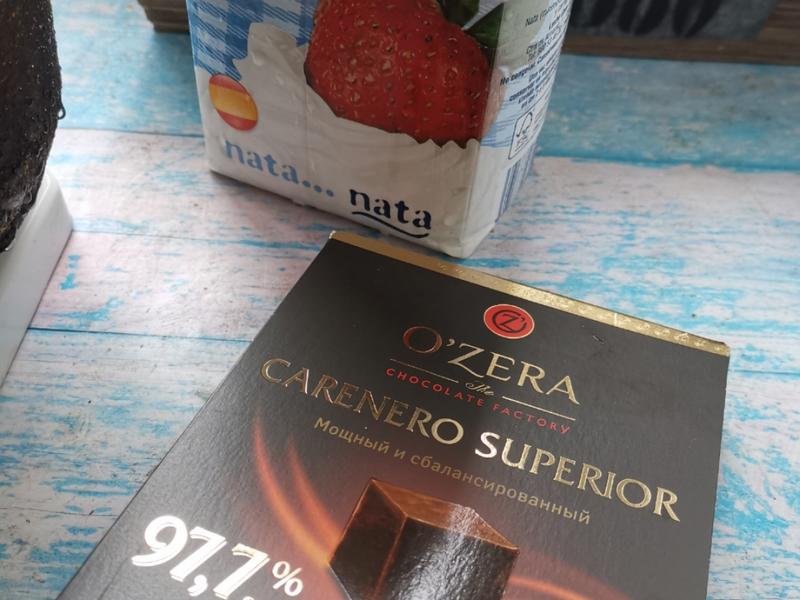 nata... nata
O'ZERA
The
CHOCOLATE FACTORY
CARENERO SUPERIOR
Мощный и сбалансированный
97,7%